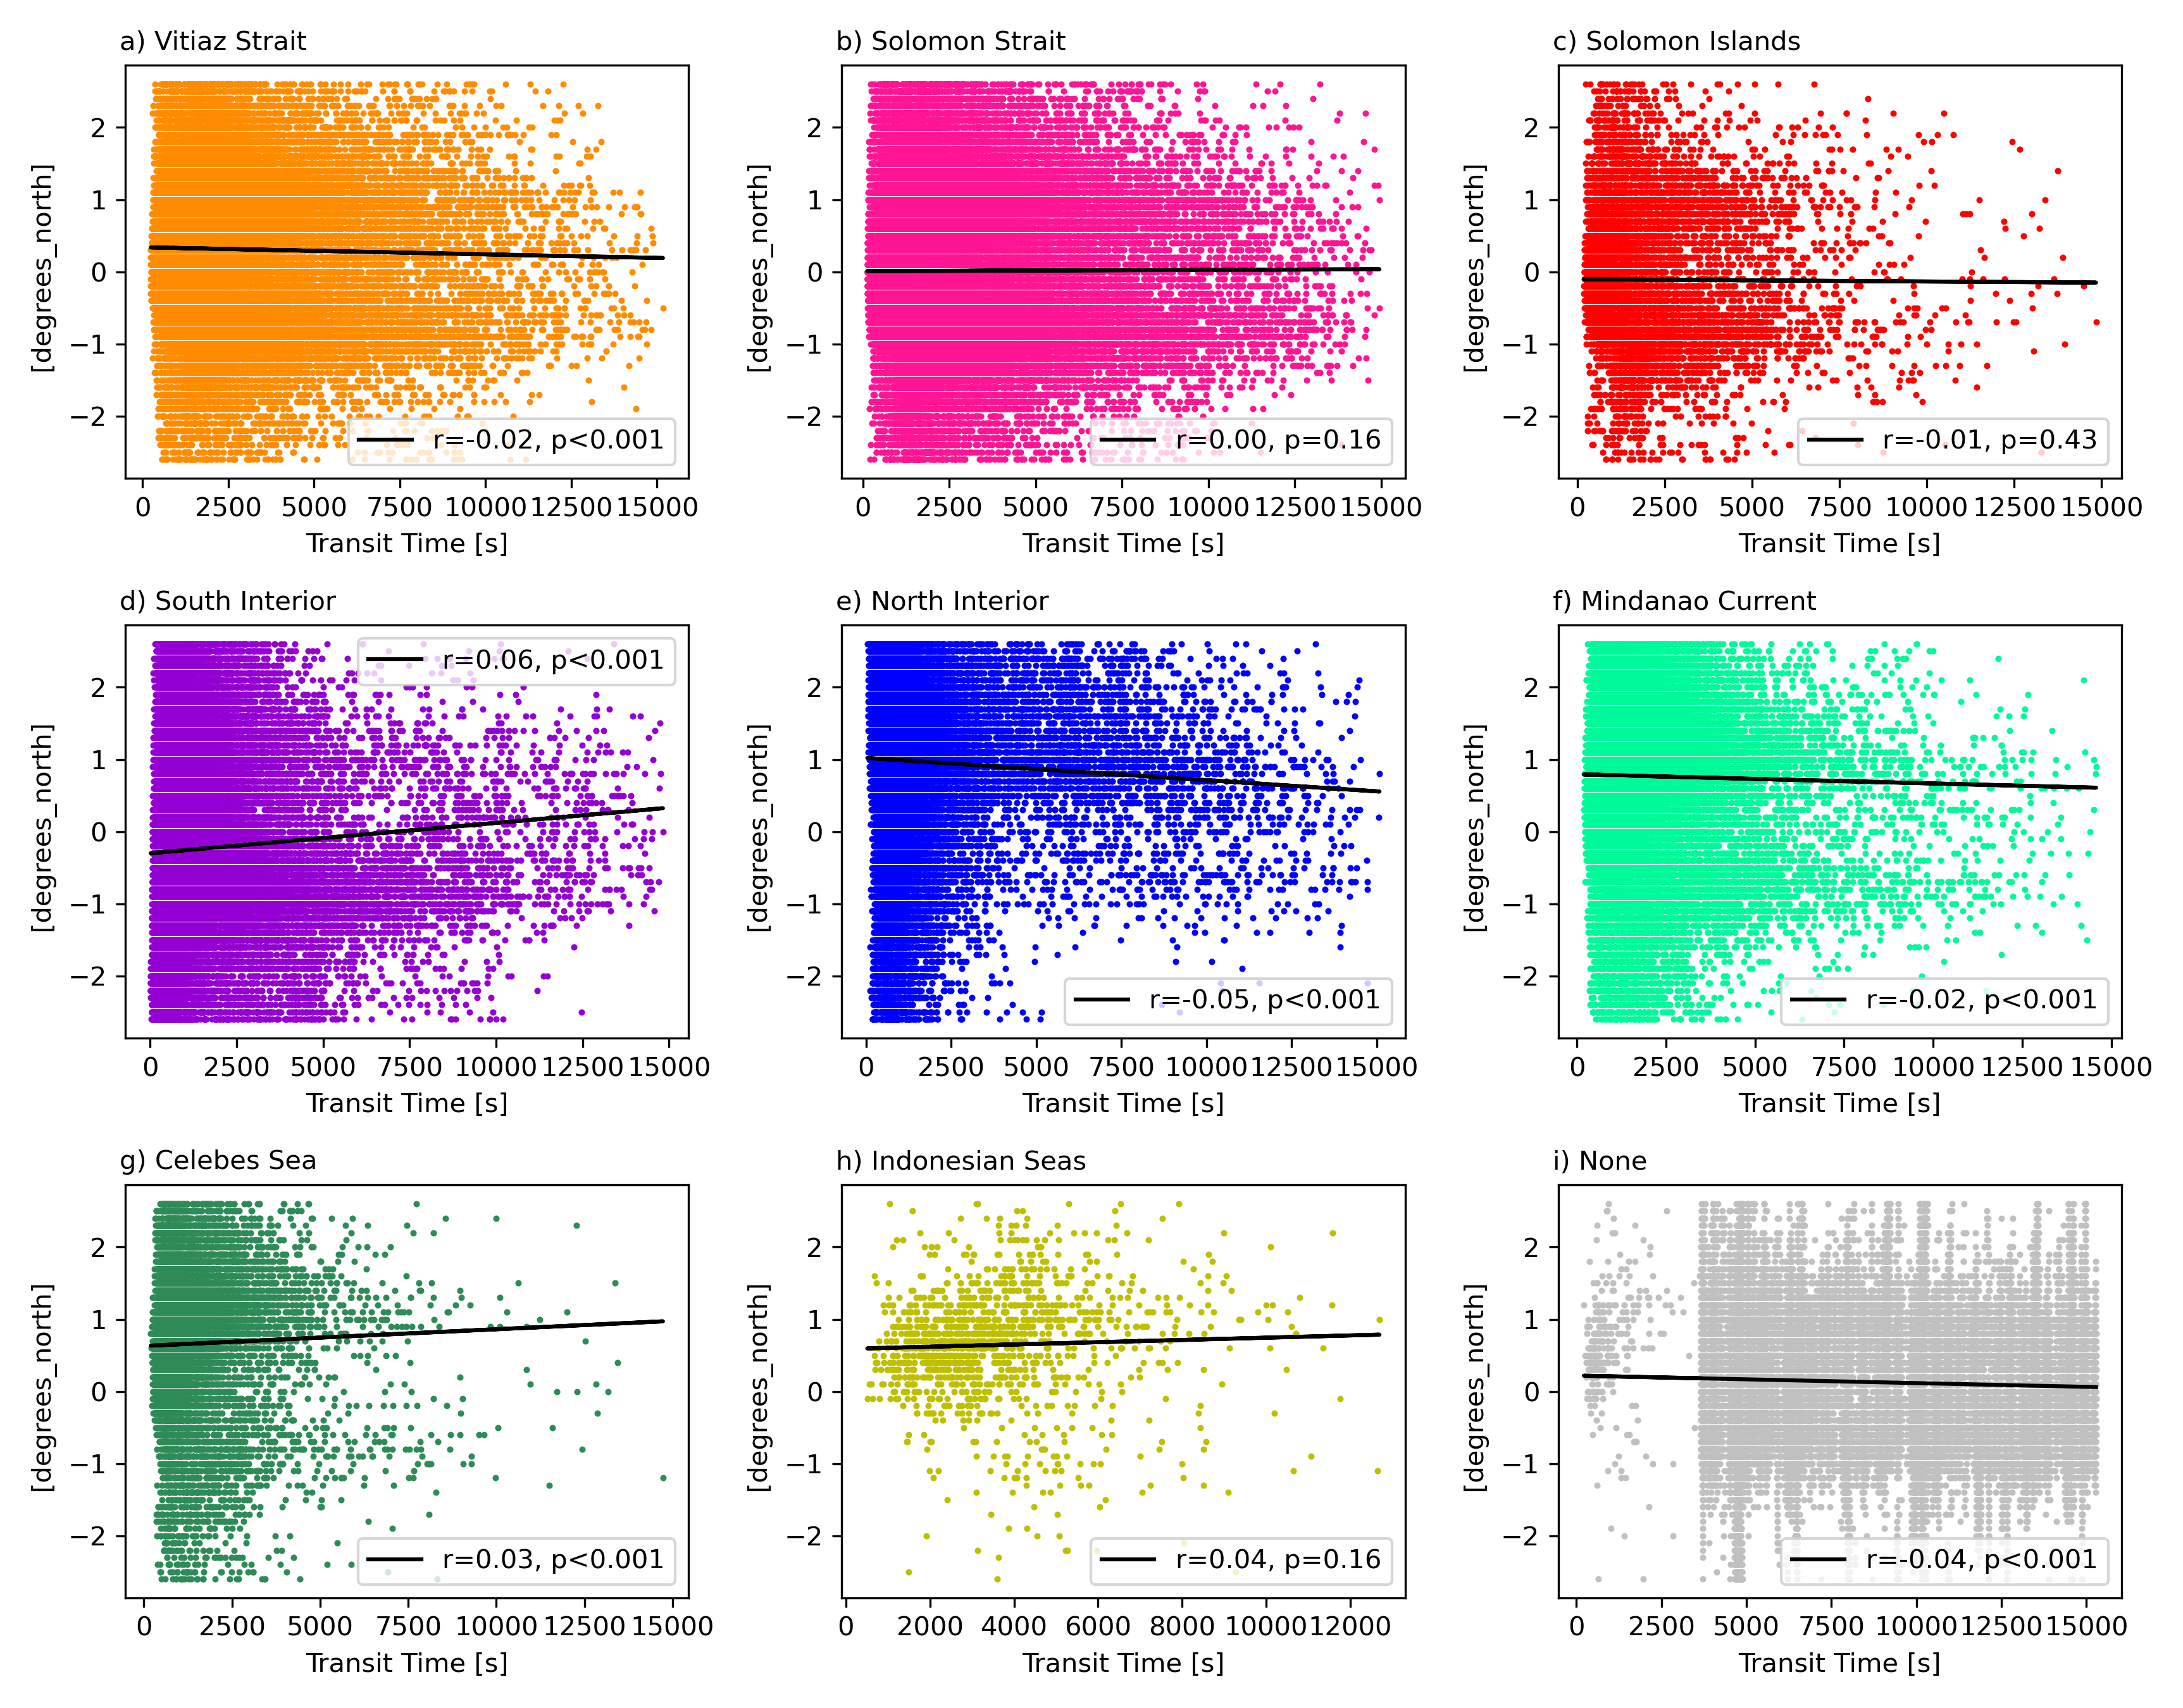 a) Vitiaz Strait
b) Solomon Strait
c) Solomon Islands
[degrees_north]
2
1
0
−1
−2
r=-0.02, p<0.001
0 2500 5000 7500 10000 12500 15000
Transit Time [s]
[degrees_north]
2
1
0
−1
−2
r=0.00, p=0.16
0 2500 5000 7500 10000 12500 15000
Transit Time [s]
[degrees_north]
2
1
0
−1
−2
r=-0.01, p=0.43
0 2500 5000 7500 10000 12500 15000
Transit Time [s]
d) South Interior
e) North Interior
f) Mindanao Current
[degrees_north]
2
1
0
−1
−2
r=0.06, p<0.001
0 2500 5000 7500 10000 12500 15000
Transit Time [s]
[degrees_north]
2
1
0
−1
−2
r=-0.05, p<0.001
0 2500 5000 7500 10000 12500 15000
Transit Time [s]
[degrees_north]
2
1
0
−1
−2
r=-0.02, p<0.001
0 2500 5000 7500 10000 12500 15000
Transit Time [s]
g) Celebes Sea
h) Indonesian Seas
i) None
[degrees_north]
2
1
0
−1
−2
r=0.03, p<0.001
0 2500 5000 7500 10000 12500 15000
Transit Time [s]
[degrees_north]
2
1
0
−1
−2
r=0.04, p=0.16
0 2000 4000 6000 8000 10000 12000
Transit Time [s]
[degrees_north]
2
1
0
−1
−2
r=-0.04, p<0.001
0 2500 5000 7500 10000 12500 15000
Transit Time [s]